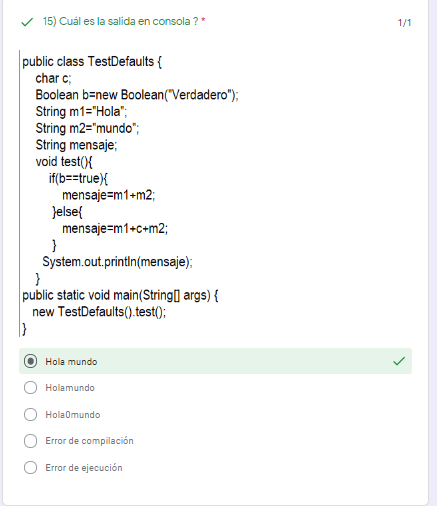 15) Cuál es la salida en consola ? *
1/1
public class TestDefaults {
char c;
Boolean b=new Boolean("Verdadero");
String m1="Hola";
String m2="mundo";
String mensaje;
void test(){
if(b==true){
mensaje=m1+m2;
}else{
mensaje=m1+c+m2;
}
System.out.println(mensaje);
}
public static void main(String[] args) {
new TestDefaults().test();
}
Hola mundo
Holamundo
Hola0mundo
Error de compilación
Error de ejecución